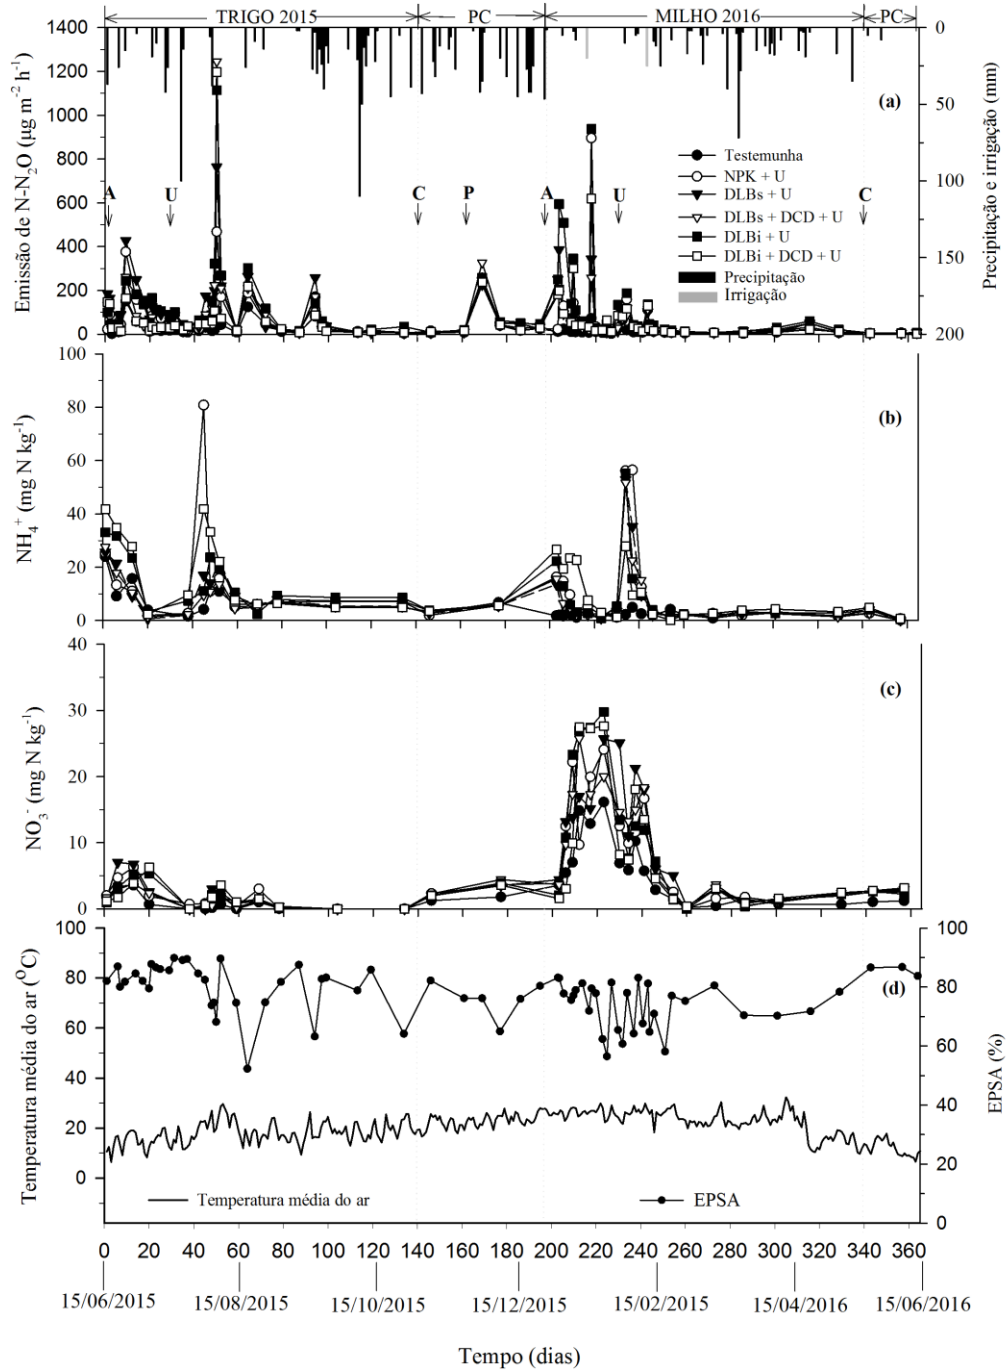 TRIGO 2015 PC MILHO 2016 PC
1400 0
1200
50
1000
(a)
800 100
600
400 150
200
0 200
Emissão de N-N₂O (µg m⁻² h⁻¹)
Precipitação e irrigação (mm)
A U C P A U C
Testemunha
NPK + U
DLBs + U
DLBs + DCD + U
DLBi + U
DLBi + DCD + U
Precipitação
Irrigação
100
80
(b)
60
40
20
0
NH₄⁺ (mg N kg⁻¹)
40
(c)
30
20
10
0
NO₃⁻ (mg N kg⁻¹)
100 100
80 80
(d)
60 60
40 40
20 20
0 0
Temperatura média do ar (°C)
EPSA (%)
Temperatura média do ar EPSA
0 20 40 60 80 100 120 140 160 180 200 220 240 260 280 300 320 340 360
15/06/2015 15/08/2015 15/10/2015 15/12/2015 15/02/2016 15/04/2016 15/06/2016
Tempo (dias)